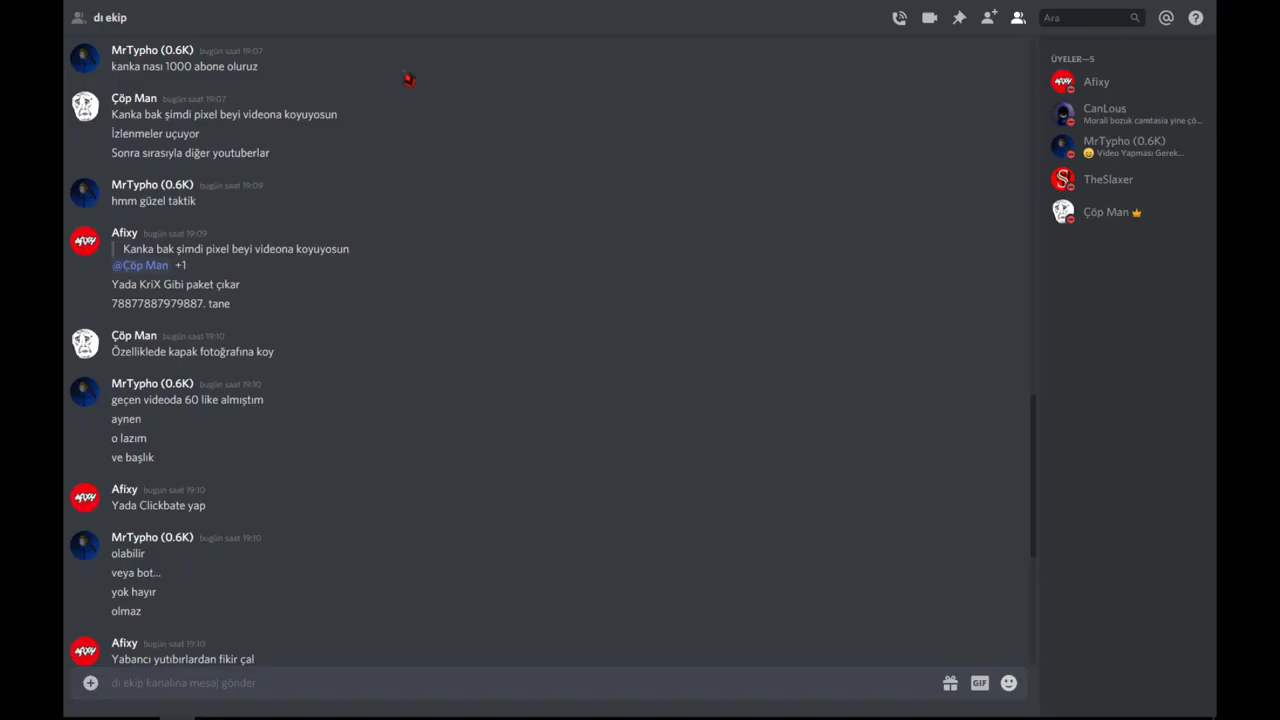 dı ekip
Ara
MrTypho (0.6K) bugün saat 19:07
kanka nası 1000 abone oluruz
Çöp Man bugün saat 19:07
Kanka bak şimdi pixel beyi videona koyuyosun
İzlenmeler uçuyor
Sonra sırasıyla diğer youtuberlar
MrTypho (0.6K) bugün saat 19:09
hmm güzel taktik
Afixy bugün saat 19:09
Kanka bak şimdi pixel beyi videona koyuyosun
@Çöp Man +1
Yada KriX Gibi paket çıkar
78877887979887. tane
Çöp Man bugün saat 19:10
Özelliklede kapak fotoğrafına koy
MrTypho (0.6K) bugün saat 19:10
geçen videoda 60 like almıştım
aynen
o lazım
ve başlık
Afixy bugün saat 19:10
Yada Clickbate yap
MrTypho (0.6K) bugün saat 19:10
olabilir
veya bot...
yok hayır
olmaz
Afixy bugün saat 19:10
Yabancı yutıbırlardan fikir çal
dı ekip kanalına mesaj gönder
GIF
ÜYELER—5
AFIXY
Afixy
CanLous
Morali bozuk camtasia yine çö...
MrTypho (0.6K)
Video Yapması Gerek...
TheSlaxer
Çöp Man